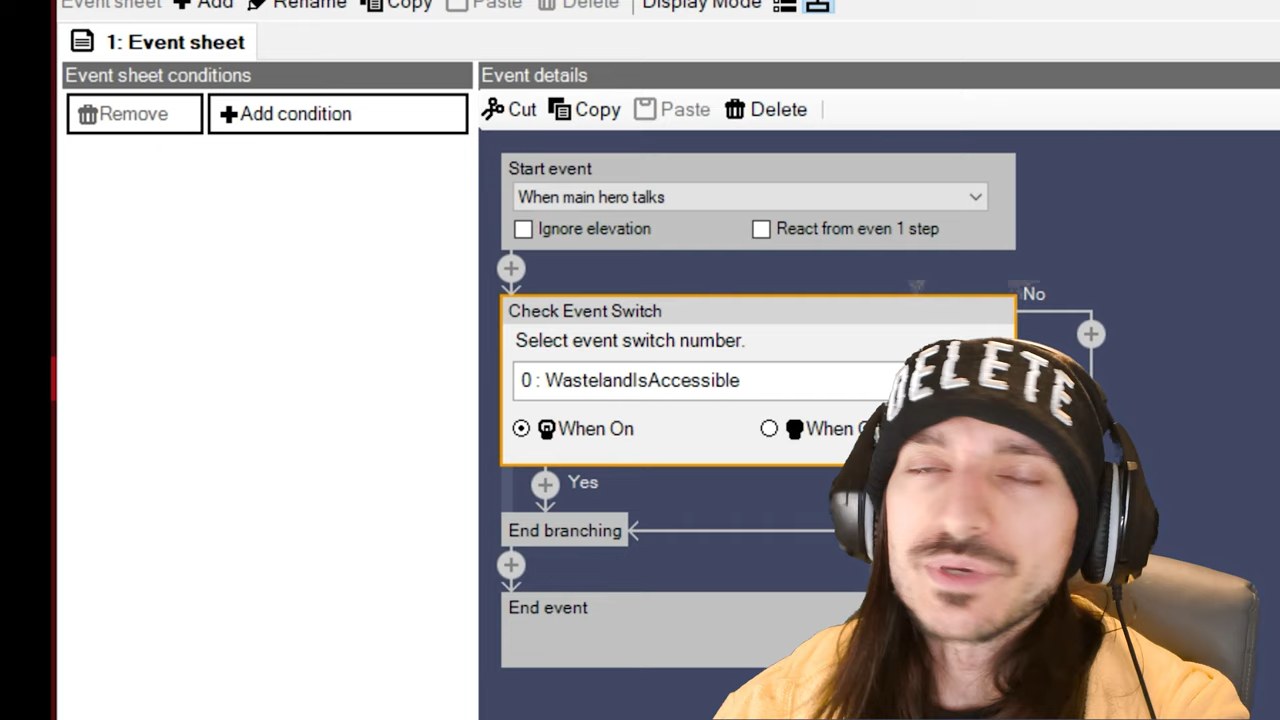 Event sheet Add Rename Copy Paste Delete Display Mode
1: Event sheet
Event sheet conditions
Remove
Add condition
Event details
Cut Copy Paste Delete
Start event
When main hero talks
Ignore elevation React from even 1 step
No
Check Event Switch
Select event switch number.
0 : WastelandIsAccessible
When On When
Yes
End branching
End event
DELETE